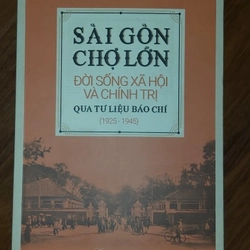 SÀI GÒN
CHỢ LỚN
ĐỜI SỐNG XÃ HỘI
VÀ CHÍNH TRỊ
QUA TƯ LIỆU BÁO CHÍ
(1925-1945)